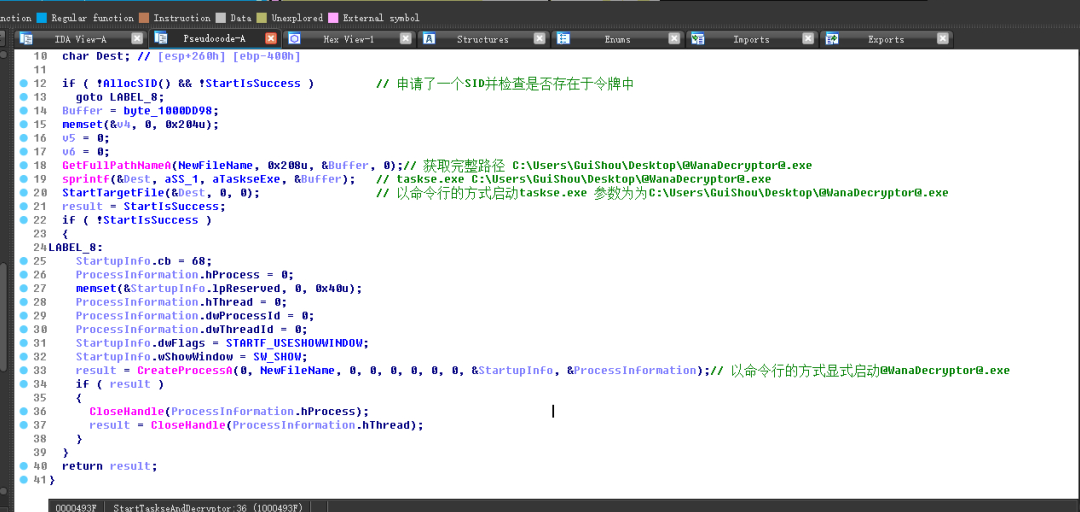 nction Regular function Instruction Data Unexplored External symbol
IDA View-A Pseudocode-A Hex View-1 Structures Enums Imports Exports
10 char Dest; // [esp+260h] [ebp-400h]
11
12 if ( !AllocSID() && !StartIsSuccess ) // 申请了一个SID并检查是否存在于令牌中
13 goto LABEL_8;
14 Buffer = byte_1000DD98;
15 memset(&v4, 0, 0x204u);
16 v5 = 0;
17 v6 = 0;
18 GetFullPathNameA(NewFileName, 0x208u, &Buffer, 0);// 获取完整路径 C:\Users\GuiShou\Desktop\@WanaDecryptor@.exe
19 sprintf(&Dest, aSS_1, aTaskseExe, &Buffer); // taskse.exe C:\Users\GuiShou\Desktop\@WanaDecryptor@.exe
20 StartTargetFile(&Dest, 0, 0); // 以命令行的方式启动taskse.exe 参数为为C:\Users\GuiShou\Desktop\@WanaDecryptor@.exe
21 result = StartIsSuccess;
22 if ( !StartIsSuccess )
23 {
24 LABEL_8:
25 StartupInfo.cb = 68;
26 ProcessInformation.hProcess = 0;
27 memset(&StartupInfo.lpReserved, 0, 0x40u);
28 ProcessInformation.hThread = 0;
29 ProcessInformation.dwProcessId = 0;
30 ProcessInformation.dwThreadId = 0;
31 StartupInfo.dwFlags = STARTF_USESHOWWINDOW;
32 StartupInfo.wShowWindow = SW_SHOW;
33 result = CreateProcessA(0, NewFileName, 0, 0, 0, 0, 0, 0, &StartupInfo, &ProcessInformation);// 以命令行的方式显式启动@WanaDecryptor@.exe
34 if ( result )
35 {
36 CloseHandle(ProcessInformation.hProcess);
37 result = CloseHandle(ProcessInformation.hThread);
38 }
39 }
40 return result;
41 }
0000493F StartTaskseAndDecryptor:36 (1000493F)